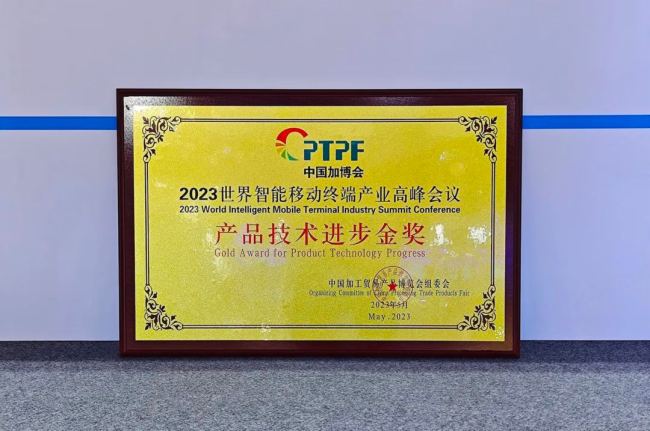 CPTPF
中国加博会
2023世界智能移动终端产业高峰会议
2023 World Intelligent Mobile Terminal Industry Summit Conference
产品技术进步金奖
Gold Award for Product Technology Progress
中国加工贸易产品博览会组委会
Organizing Committee of China Processing Trade Products Fair
2023年5月
May.2023